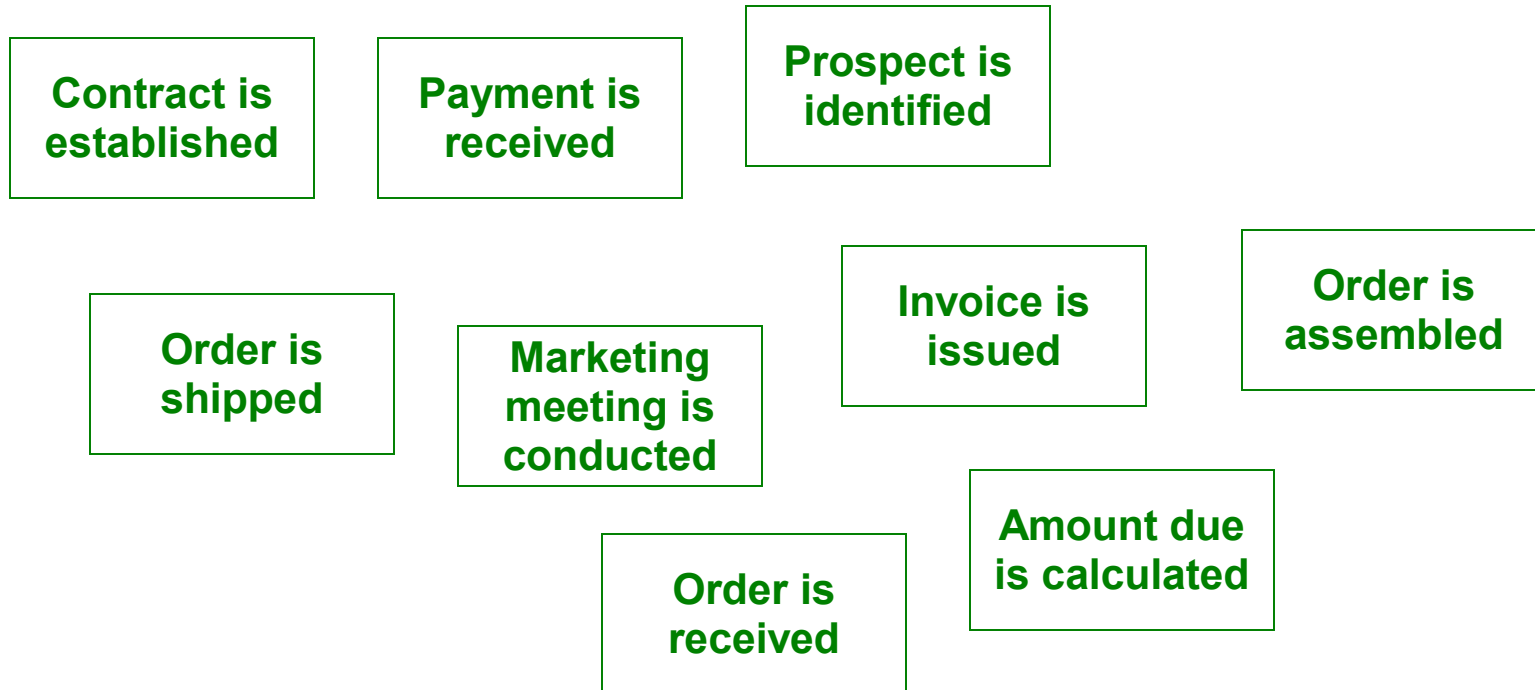 Contract is
established
Payment is
received
Prospect is
identified
Order is
shipped
Marketing
meeting is
conducted
Invoice is
issued
Order is
assembled
Order is
received
Amount due
is calculated